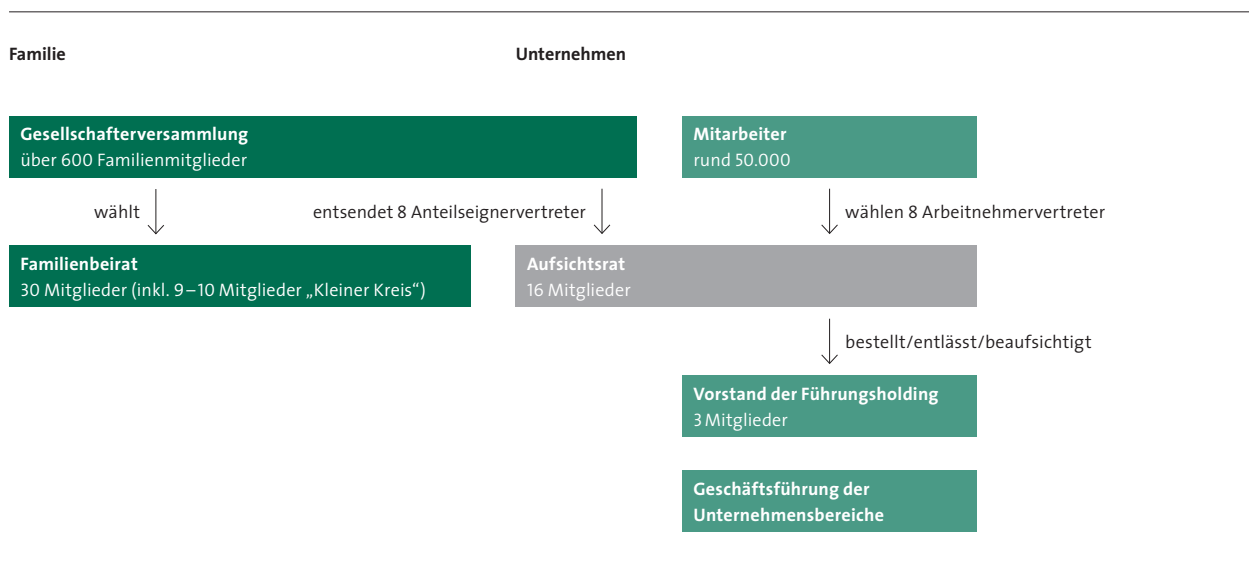 Familie
Unternehmen
Gesellschafterversammlung
über 600 Familienmitglieder
Mitarbeiter
rund 50.000
wählt
entsendet 8 Anteilseignervertreter
wählen 8 Arbeitnehmervertreter
Familienbeirat
30 Mitglieder (inkl. 9–10 Mitglieder „Kleiner Kreis“)
Aufsichtsrat
16 Mitglieder
bestellt/entlässt/beaufsichtigt
Vorstand der Führungsholding
3 Mitglieder
Geschäftsführung der
Unternehmensbereiche